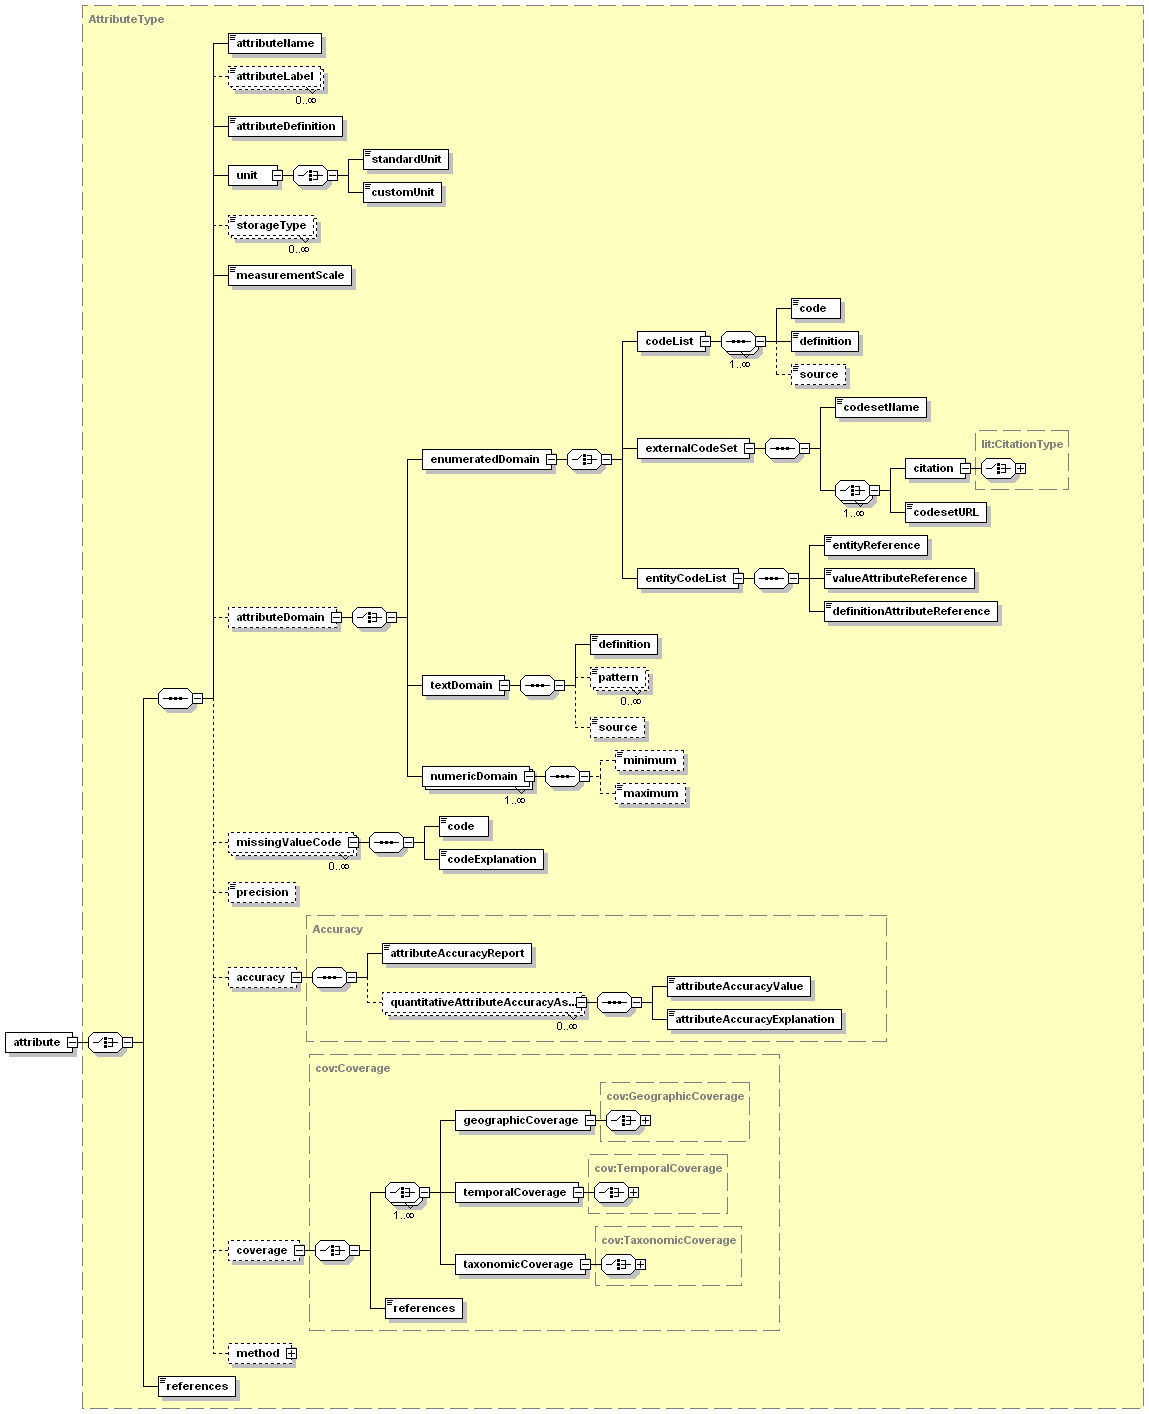 AttributeType
attributeName
attributeLabel
0..∞
attributeDefinition
unit
standardUnit
customUnit
storageType
0..∞
measurementScale
code
codeList
definition
1..∞
source
codesetName
externalCodeSet
lit:CitationType
enumeratedDomain
citation
1..∞
codesetURL
entityReference
entityCodeList
valueAttributeReference
definitionAttributeReference
attributeDomain
definition
textDomain
pattern
0..∞
source
minimum
numericDomain
maximum
1..∞
code
missingValueCode
codeExplanation
0..∞
precision
Accuracy
attributeAccuracyReport
accuracy
attributeAccuracyValue
quantitativeAttributeAccuracyAs...
attributeAccuracyExplanation
0..∞
attribute
cov:Coverage
cov:GeographicCoverage
geographicCoverage
cov:TemporalCoverage
temporalCoverage
1..∞
cov:TaxonomicCoverage
coverage
taxonomicCoverage
references
method
references